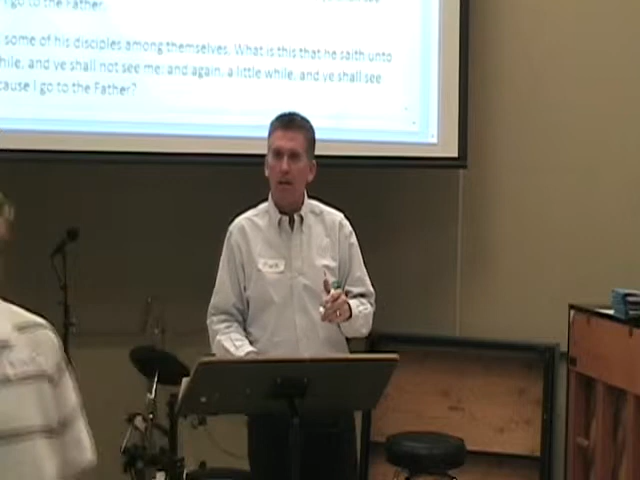 I go to the Father.
some of his disciples among themselves, What is this that he saith unto
while, and ye shall not see me: and again, a little while, and ye shall see
cause I go to the Father?